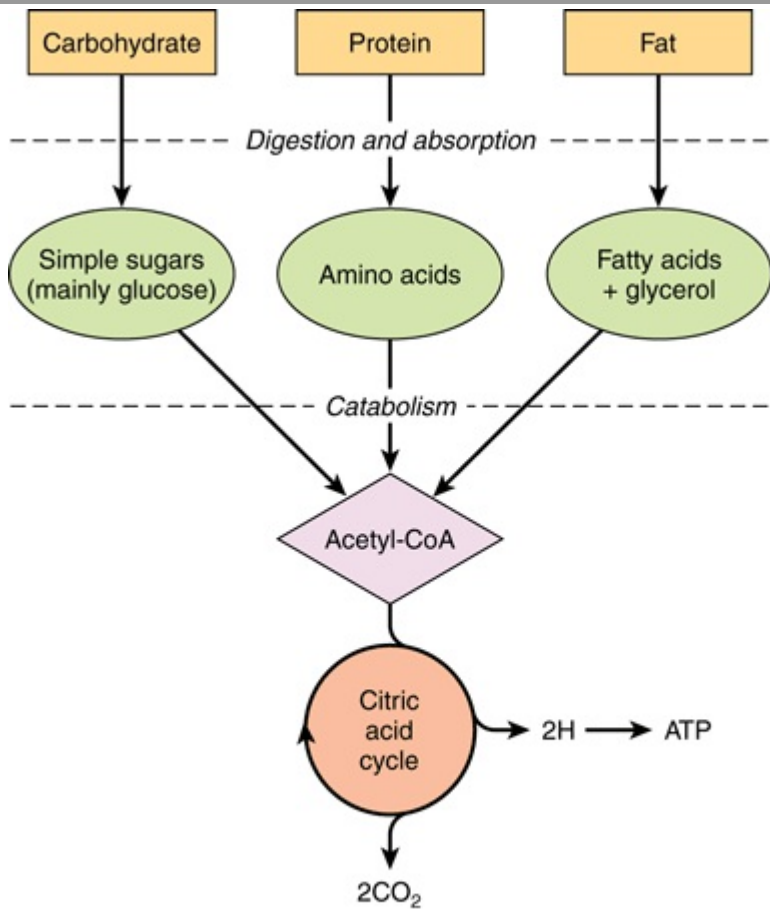 Carbohydrate
Protein
Fat
Digestion and absorption
Simple sugars
(mainly glucose)
Amino acids
Fatty acids
+ glycerol
Catabolism
Acetyl-CoA
Citric
acid
cycle
2H
ATP
2CO₂